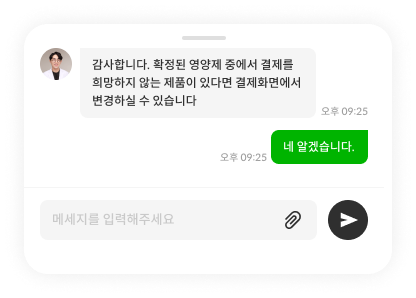 감사합니다. 확정된 영양제 중에서 결제를
희망하지 않는 제품이 있다면 결제화면에서
변경하실 수 있습니다
오후 09:25
네 알겠습니다.
오후 09:25
메세지를 입력해주세요